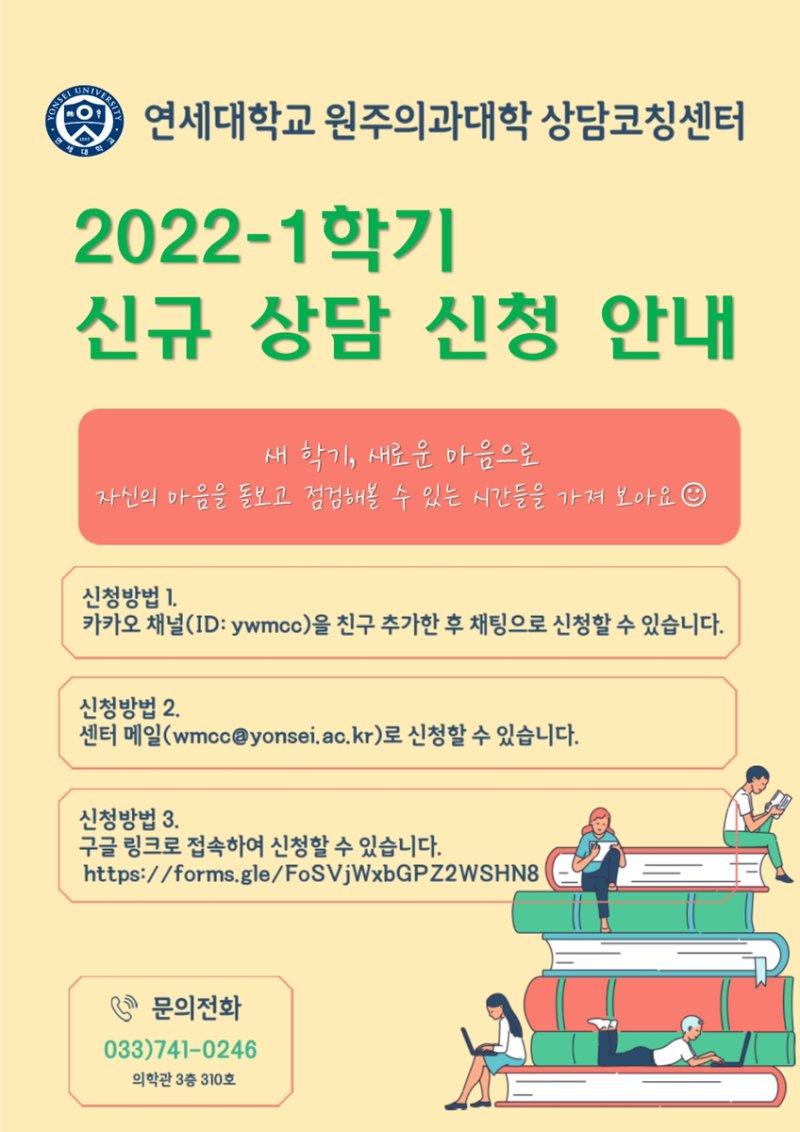 YONSEI UNIVERSITY
연세대학교
1885
연세대학교 원주의과대학 상담코칭센터
2022-1학기
신규 상담 신청 안내
새 학기, 새로운 마음으로
자신의 마음을 돌보고 점검해볼 수 있는 시간들을 가져 보아요☺
신청방법 1.
카카오 채널(ID: ywmcc)을 친구 추가한 후 채팅으로 신청할 수 있습니다.
신청방법 2.
센터 메일(wmcc@yonsei.ac.kr)로 신청할 수 있습니다.
신청방법 3.
구글 링크로 접속하여 신청할 수 있습니다.
https://forms.gle/FoSVjWxbGPZ2WSHN8
문의전화
033)741-0246
의학관 3층 310호